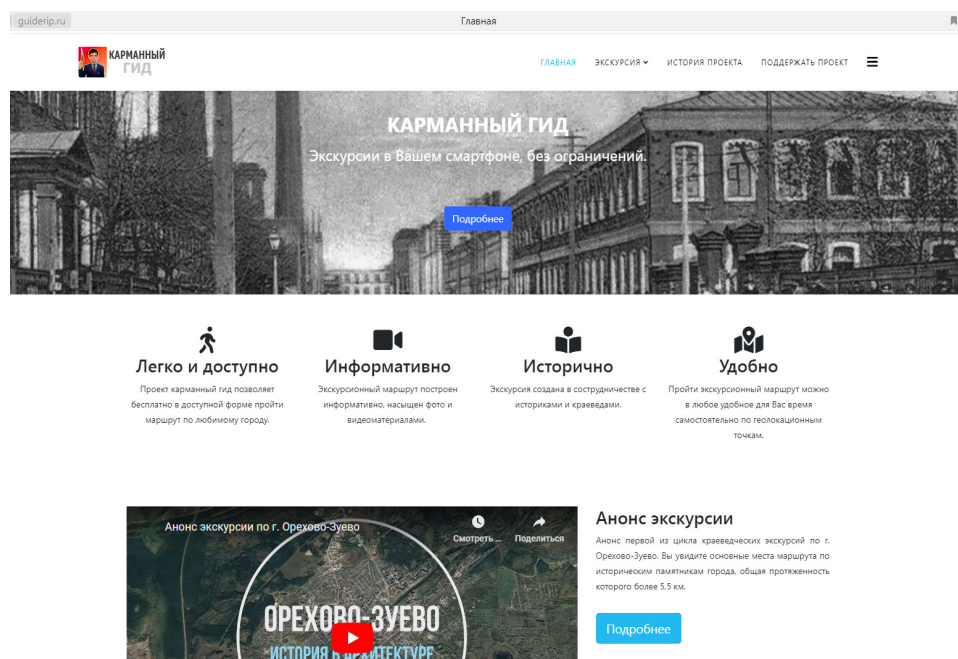 guiderip.ru
Главная
КАРМАННЫЙ
ГИД
ГЛАВНАЯ ЭКСКУРСИЯ ИСТОРИЯ ПРОЕКТА ПОДДЕРЖАТЬ ПРОЕКТ
КАРМАННЫЙ ГИД
Экскурсии в Вашем смартфоне, без ограничений.
Подробнее
Легко и доступно
Проект карманный гид позволяет
бесплатно в доступной форме пройти
маршрут по любимому городу.
Информативно
Экскурсионный маршрут построен
информативно, насыщен фото и
видеоматериалами.
Исторично
Экскурсия создана в сотрудничестве с
историками и краеведами.
Удобно
Пройти экскурсионный маршрут можно
в любое удобное для Вас время
самостоятельно по геолокационным
точкам.
Анонс экскурсии по г. Орехово-Зуево
Смотреть ...
Поделиться
ОРЕХОВО-ЗУЕВО
ИСТОРИЯ В АРХИТЕКТУРЕ
Анонс экскурсии
Анонс первой из цикла краеведческих экскурсий по г.
Орехово-Зуево. Вы увидите основные места маршрута по
историческим памятникам города, общая протяженность
которого более 5,5 км.
Подробнее